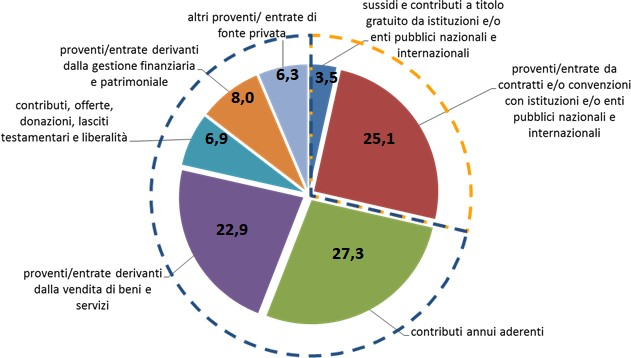 sussidi e contributi a titolo
gratuito da istituzioni e/o
enti pubblici nazionali e
internazionali
3,5
proventi/entrate da
contratti e/o convenzioni
con istituzioni e/o enti
pubblici nazionali e
internazionali
25,1
contributi annui aderenti
27,3
proventi/entrate derivanti
dalla vendita di beni e
servizi
22,9
contributi, offerte,
donazioni, lasciti
testamentari e liberalità
6,9
proventi/entrate derivanti
dalla gestione finanziaria
e patrimoniale
8,0
altri proventi/ entrate di
fonte privata
6,3